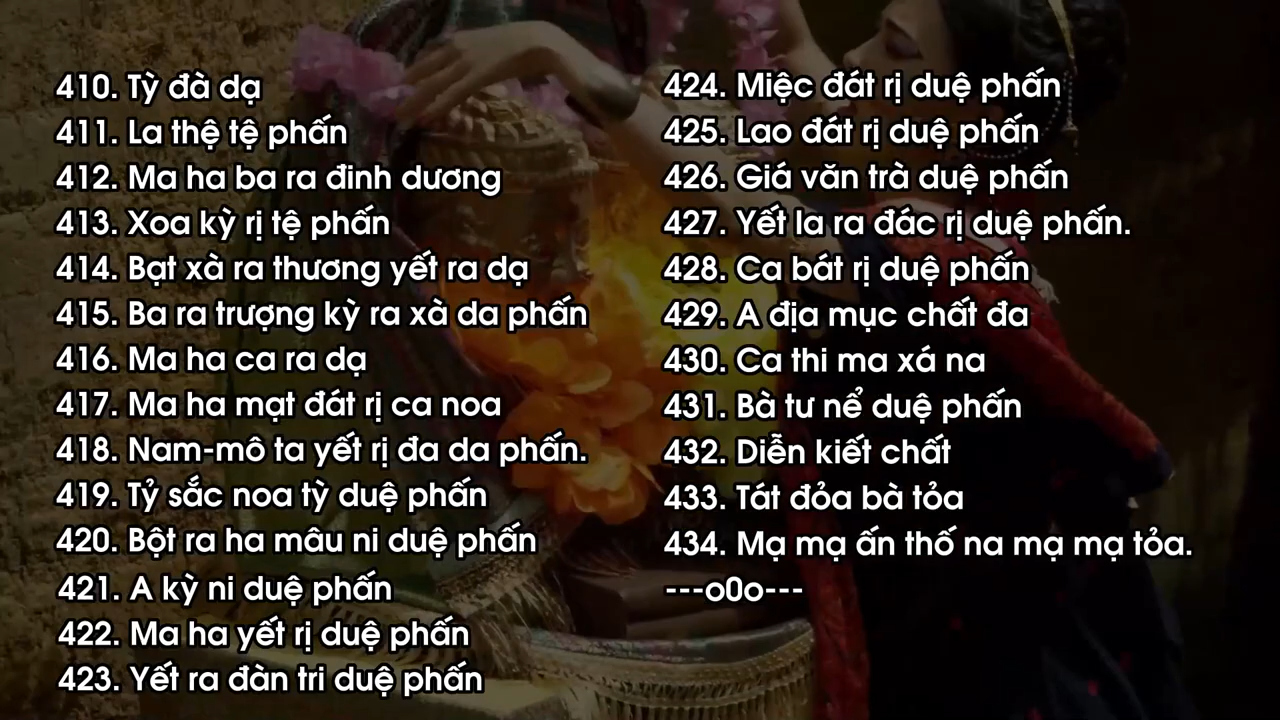 410. Tỳ đà dạ
411. La thệ tệ phấn
412. Ma ha ba ra đinh dương
413. Xoa kỳ rị tệ phấn
414. Bạt xà ra thương yết ra dạ
415. Ba ra trượng kỳ ra xà da phấn
416. Ma ha ca ra dạ
417. Ma ha mạt đát rị ca noa
418. Nam-mô ta yết rị đa da phấn.
419. Tỷ sắc noa tỳ duệ phấn
420. Bột ra ha mâu ni duệ phấn
421. A kỳ ni duệ phấn
422. Ma ha yết rị duệ phấn
423. Yết ra đàn tri duệ phấn
424. Miệc đát rị duệ phấn
425. Lao đát rị duệ phấn
426. Giá văn trà duệ phấn
427. Yết la ra đác rị duệ phấn.
428. Ca bát rị duệ phấn
429. A địa mục chất đa
430. Ca thi ma xá na
431. Bà tư nể duệ phấn
432. Diễn kiết chất
433. Tát đỏa bà tỏa
434. Mạ mạ ấn thố na mạ mạ tỏa.
---o0o---